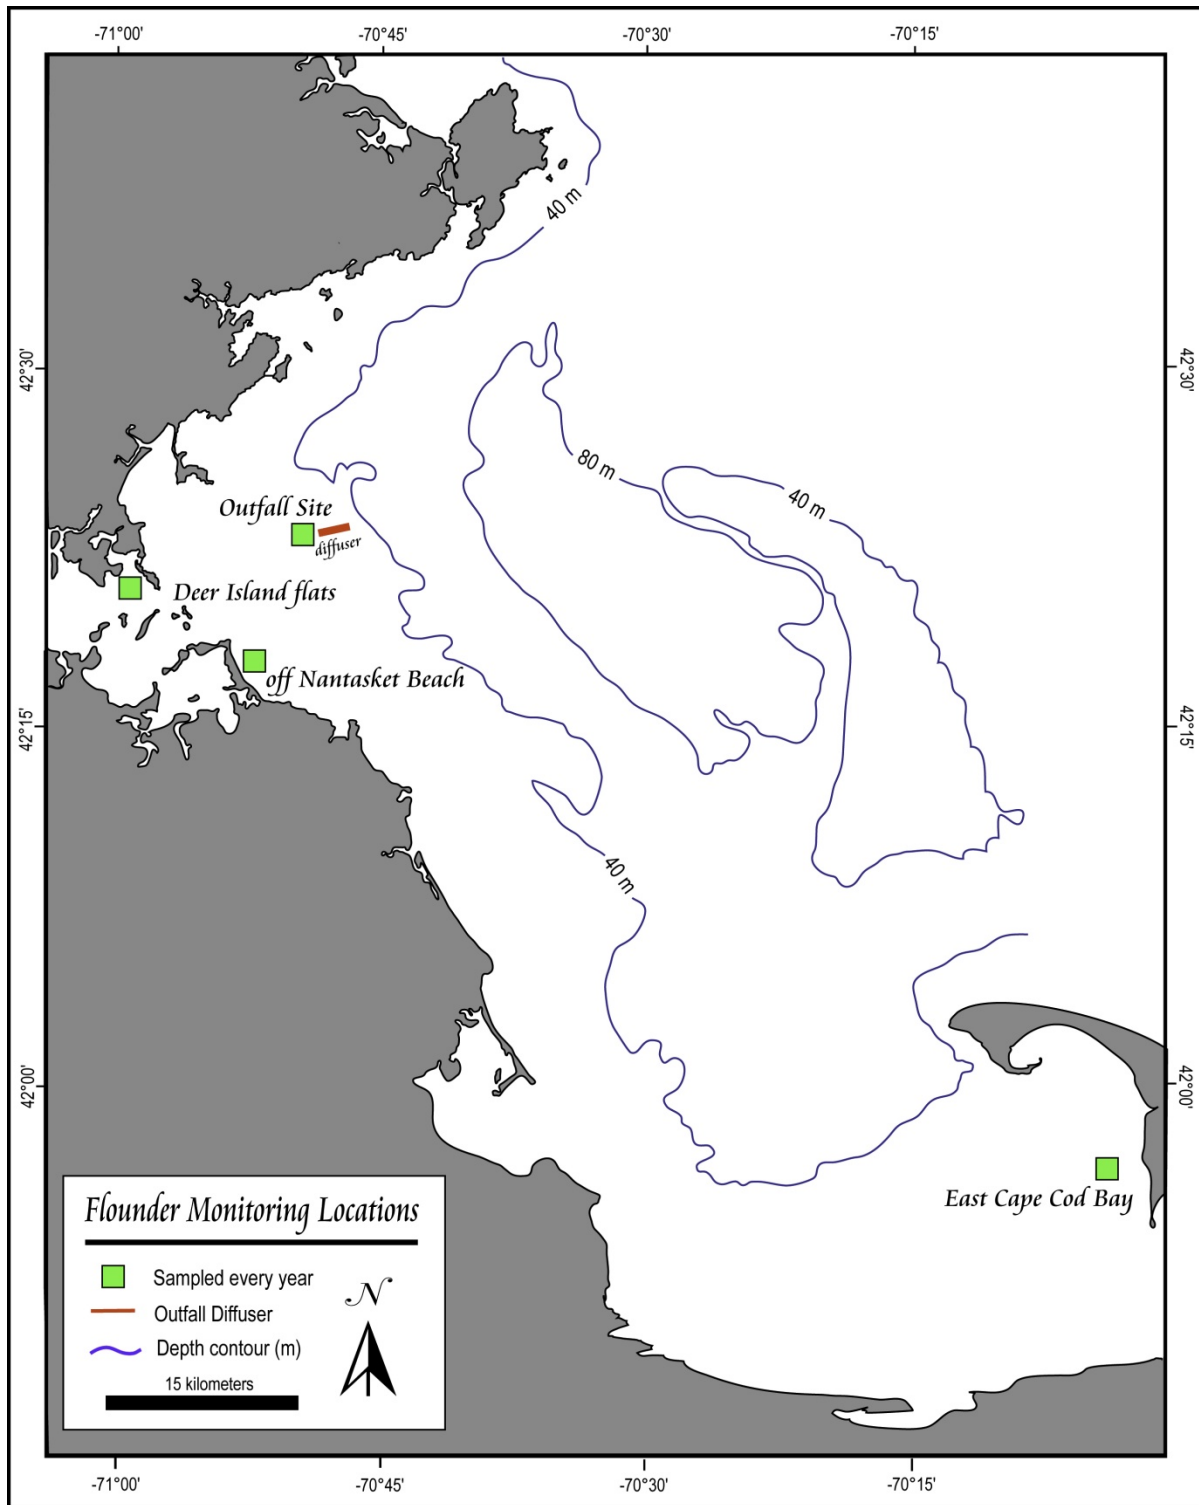 -71°00'
-70°45'
-70°30'
-70°15'
40 m
42°30'
42°30'
80 m
40 m
Outfall Site
diffuser
Deer Island flats
off Nantasket Beach
42°15'
42°15'
40 m
42°00'
42°00'
East Cape Cod Bay
Flounder Monitoring Locations
Sampled every year
N
Outfall Diffuser
Depth contour (m)
15 kilometers
-71°00'
-70°45'
-70°30'
-70°15'